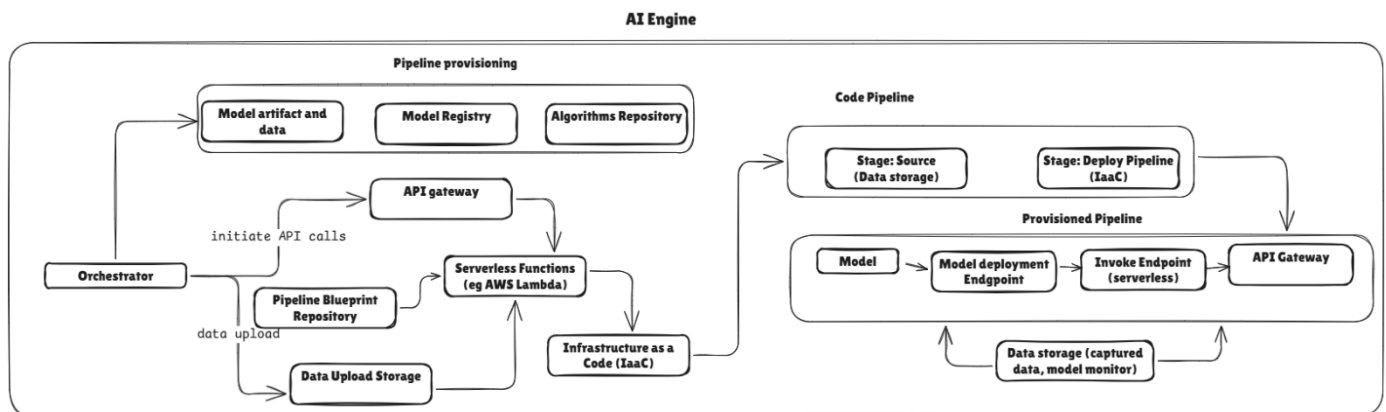 AI Engine
Pipeline provisioning
Model artifact and
data
Model Registry
Algorithms Repository
Code Pipeline
Stage: Source
(Data storage)
Stage: Deploy Pipeline
(IaaC)
API gateway
initiate API calls
Orchestrator
Serverless Functions
(eg AWS Lambda)
Pipeline Blueprint
Repository
data upload
Data Upload Storage
Infrastructure as a
Code (IaaC)
Provisioned Pipeline
Model
Model deployment
Endgpoint
Invoke Endpoint
(serverless)
API Gateway
Data storage (captured
data, model monitor)